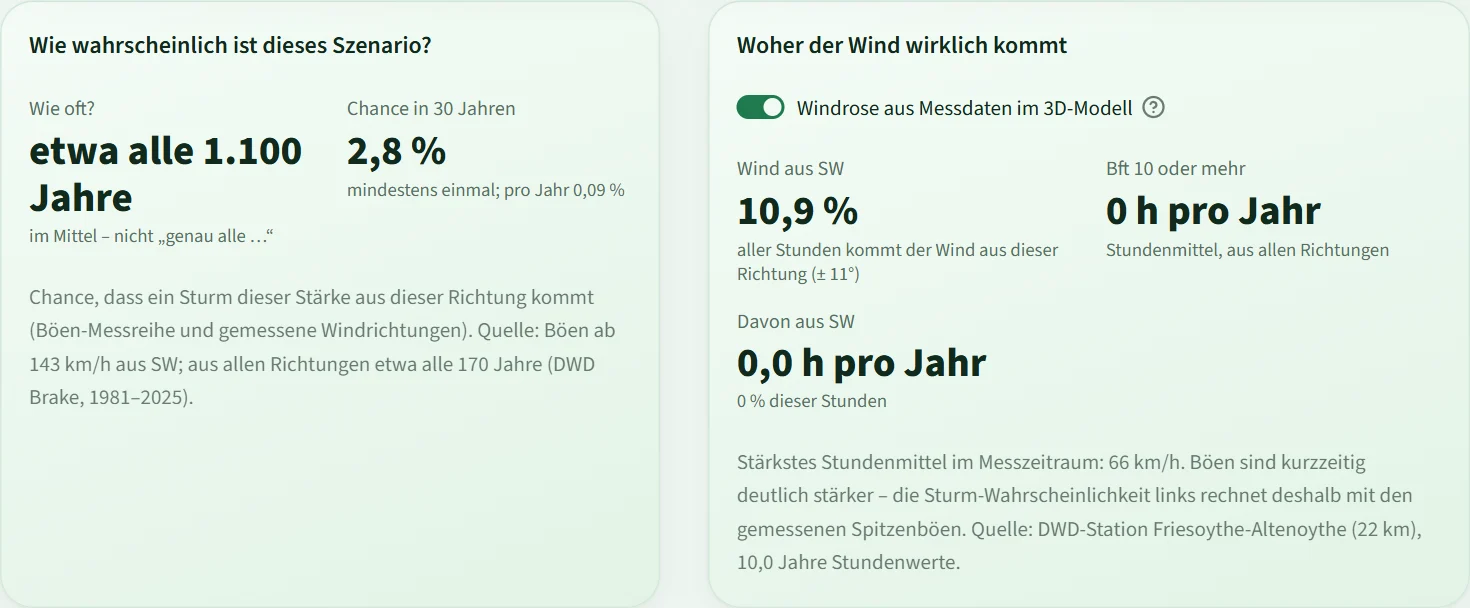 Wie wahrscheinlich ist dieses Szenario?
Wie oft?
etwa alle 1.100
Jahre
im Mittel – nicht „genau alle …“
Chance in 30 Jahren
2,8 %
mindestens einmal; pro Jahr 0,09 %
Chance, dass ein Sturm dieser Stärke aus dieser Richtung kommt
(Böen-Messreihe und gemessene Windrichtungen). Quelle: Böen ab
143 km/h aus SW; aus allen Richtungen etwa alle 170 Jahre (DWD
Brake, 1981–2025).
Woher der Wind wirklich kommt
Windrose aus Messdaten im 3D-Modell ?
Wind aus SW
10,9 %
aller Stunden kommt der Wind aus dieser
Richtung (± 11°)
Bft 10 oder mehr
0 h pro Jahr
Stundenmittel, aus allen Richtungen
Davon aus SW
0,0 h pro Jahr
0 % dieser Stunden
Stärkstes Stundenmittel im Messzeitraum: 66 km/h. Böen sind kurzzeitig
deutlich stärker – die Sturm-Wahrscheinlichkeit links rechnet deshalb mit den
gemessenen Spitzenböen. Quelle: DWD-Station Friesoythe-Altenoythe (22 km),
10,0 Jahre Stundenwerte.